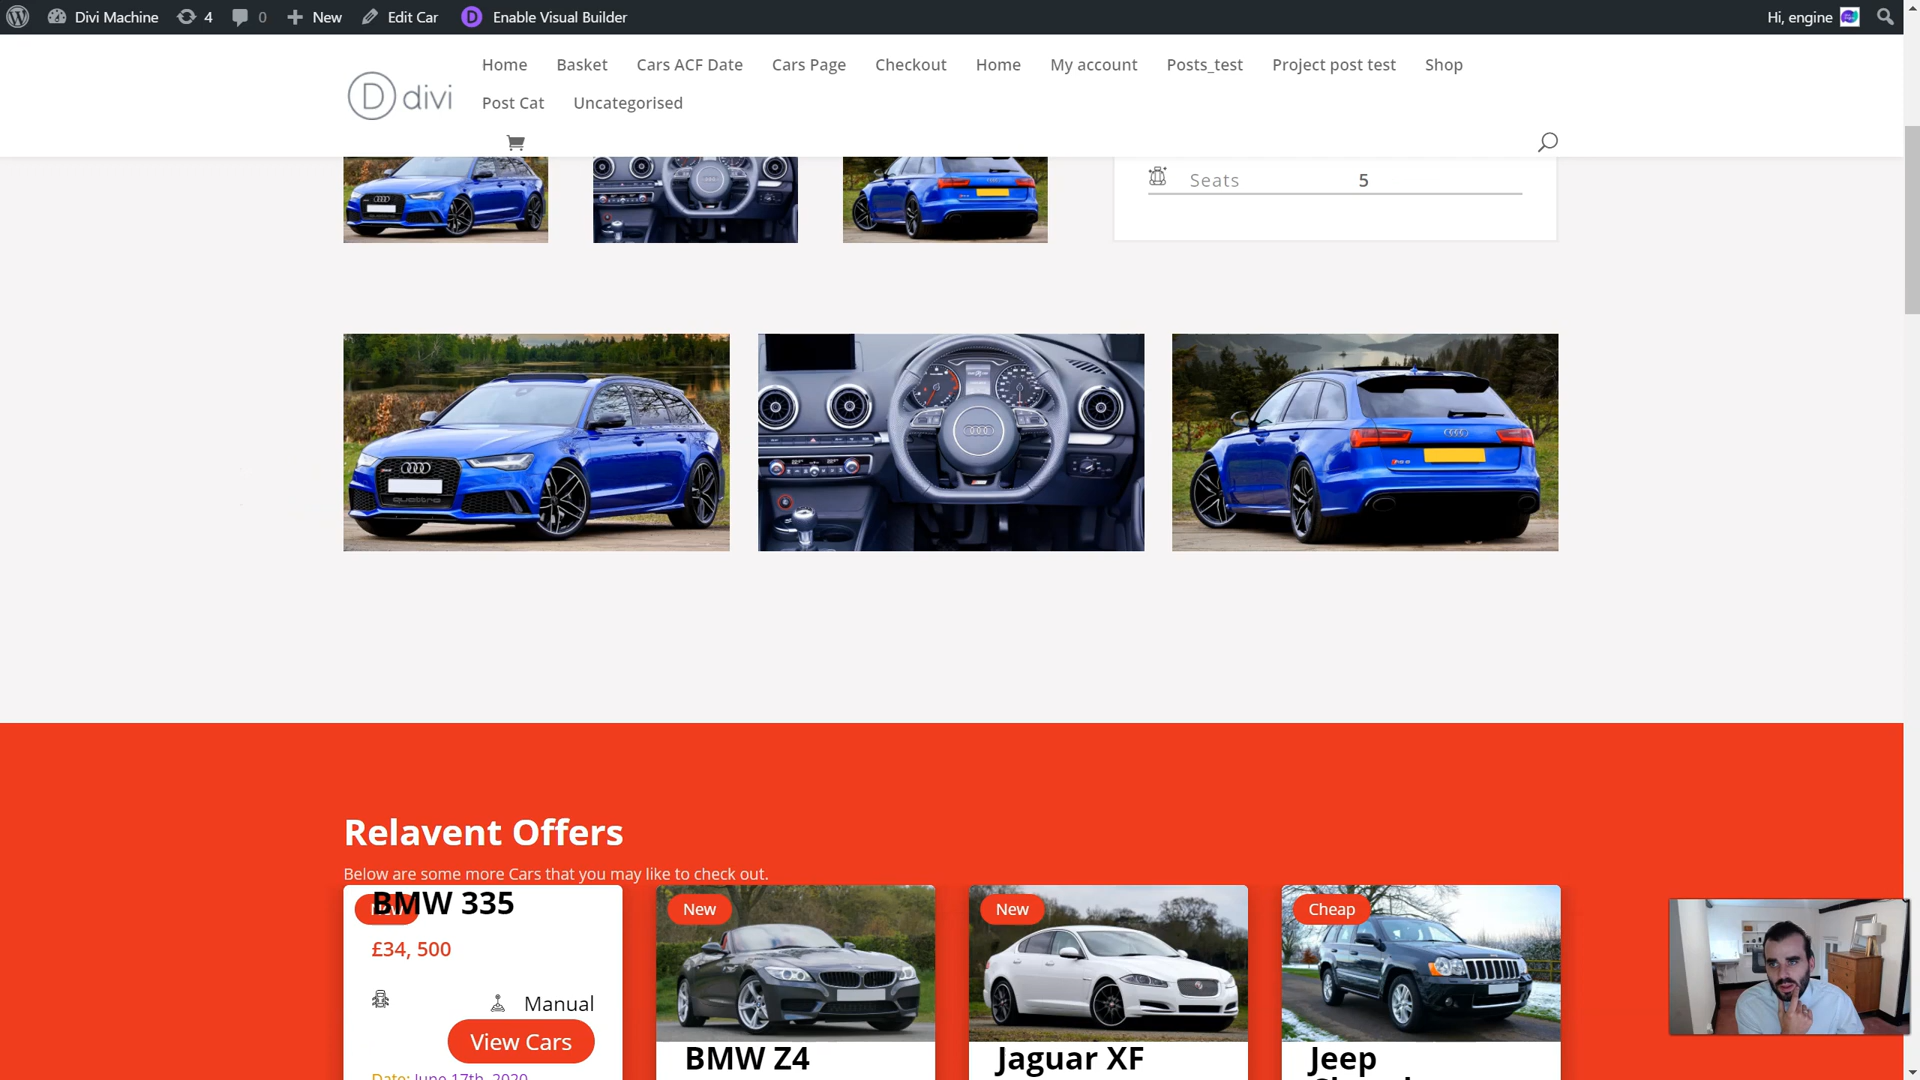 Divi Machine 4 0 New Edit Car D Enable Visual Builder Hi, engine
D divi
Home Basket Cars ACF Date Cars Page Checkout Home My account Posts_test Project post test Shop
Post Cat Uncategorised
Seats 5
quattro
Relavent Offers
Below are some more Cars that you may like to check out.
BMW 335
£34, 500
Manual
View Cars
Date: June 17th, 2020
New
BMW Z4
New
Jaguar XF
Cheap
Jeep